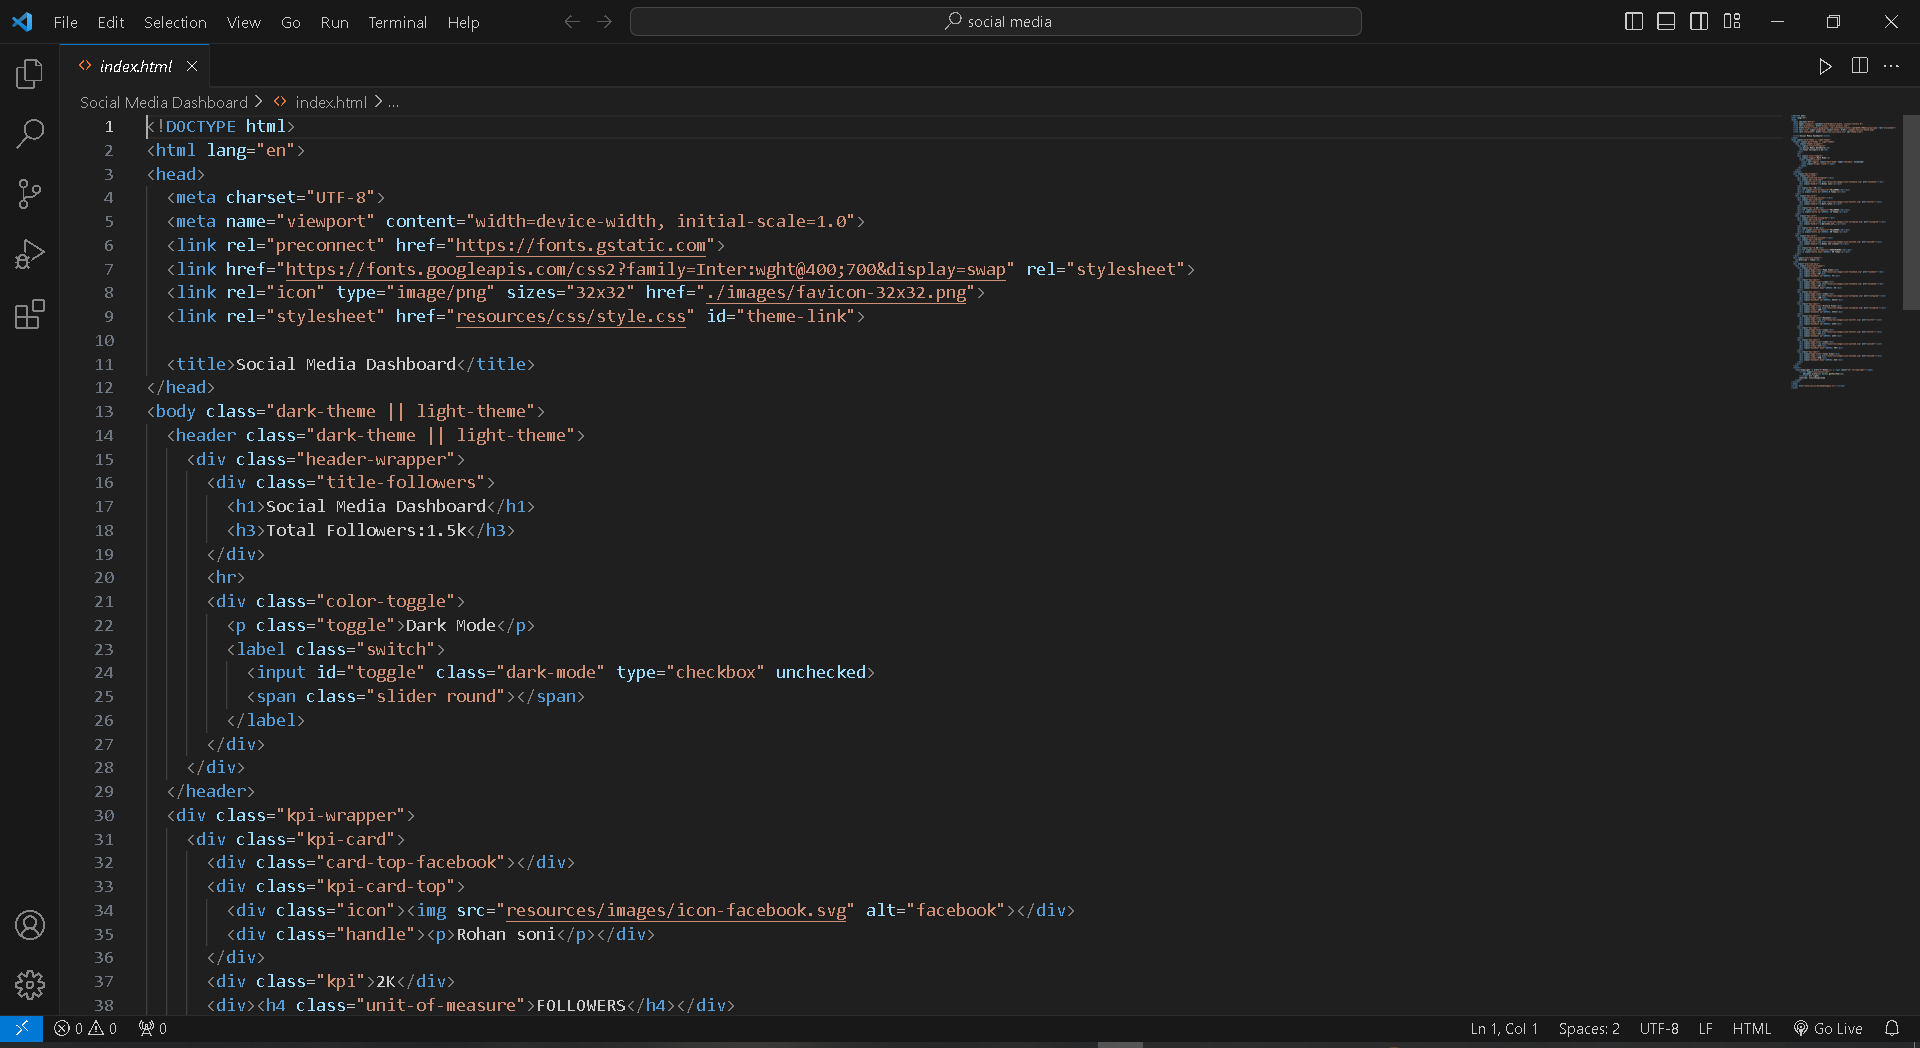 File Edit Selection View Go Run Terminal Help
social media
index.html
Social Media Dashboard > index.html > ...
1 <!DOCTYPE html>
2 <html lang="en">
3 <head>
4 <meta charset="UTF-8">
5 <meta name="viewport" content="width=device-width, initial-scale=1.0">
6 <link rel="preconnect" href="https://fonts.gstatic.com">
7 <link href="https://fonts.googleapis.com/css2?family=Inter:wght@400;700&display=swap" rel="stylesheet">
8 <link rel="icon" type="image/png" sizes="32x32" href="./images/favicon-32x32.png">
9 <link rel="stylesheet" href="resources/css/style.css" id="theme-link">
10
11 <title>Social Media Dashboard</title>
12 </head>
13 <body class="dark-theme || light-theme">
14 <header class="dark-theme || light-theme">
15 <div class="header-wrapper">
16 <div class="title-followers">
17 <h1>Social Media Dashboard</h1>
18 <h3>Total Followers:1.5k</h3>
19 </div>
20 <hr>
21 <div class="color-toggle">
22 <p class="toggle">Dark Mode</p>
23 <label class="switch">
24 <input id="toggle" class="dark-mode" type="checkbox" unchecked>
25 <span class="slider round"></span>
26 </label>
27 </div>
28 </div>
29 </header>
30 <div class="kpi-wrapper">
31 <div class="kpi-card">
32 <div class="card-top-facebook"></div>
33 <div class="kpi-card-top">
34 <div class="icon"><img src="resources/images/icon-facebook.svg" alt="facebook"></div>
35 <div class="handle"><p>Rohan soni</p></div>
36 </div>
37 <div class="kpi">2K</div>
38 <div><h4 class="unit-of-measure">FOLLOWERS</h4></div>
0 0 0 Ln 1, Col 1 Spaces: 2 UTF-8 LF HTML Go Live